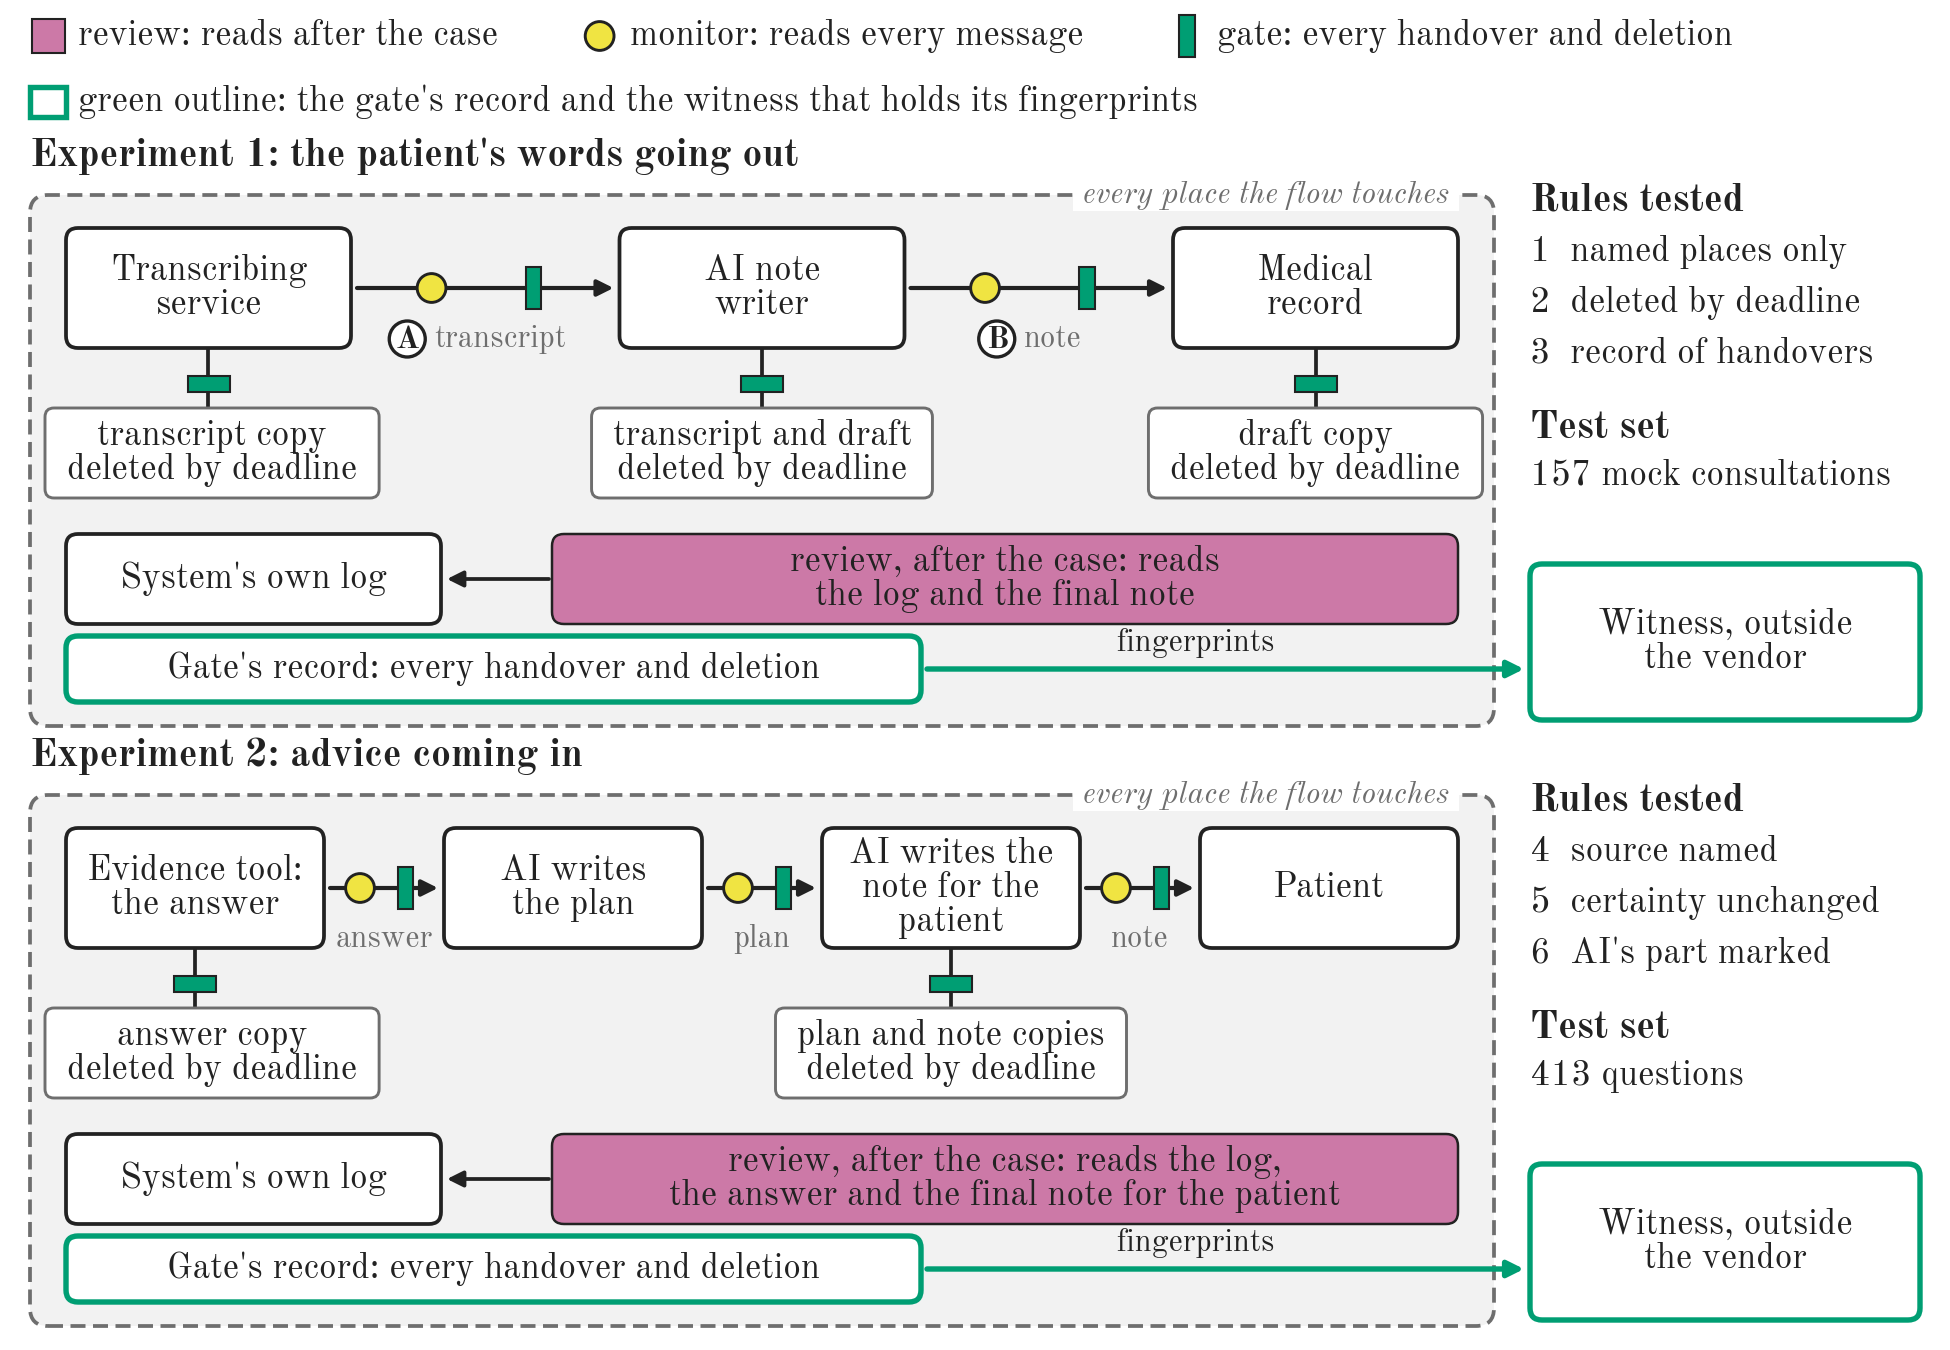 review: reads after the case
monitor: reads every message
gate: every handover and deletion
green outline: the gate's record and the witness that holds its fingerprints
Experiment 1: the patient's words going out
every place the flow touches
Transcribing
service
AI note
writer
Medical
record
A transcript
B note
transcript copy
deleted by deadline
transcript and draft
deleted by deadline
draft copy
deleted by deadline
System's own log
review, after the case: reads
the log and the final note
Gate's record: every handover and deletion
fingerprints
Rules tested
1 named places only
2 deleted by deadline
3 record of handovers
Test set
157 mock consultations
Witness, outside
the vendor
Experiment 2: advice coming in
every place the flow touches
Evidence tool:
the answer
answer
AI writes
the plan
plan
AI writes the
note for the
patient
note
Patient
answer copy
deleted by deadline
plan and note copies
deleted by deadline
System's own log
review, after the case: reads the log,
the answer and the final note for the patient
Gate's record: every handover and deletion
fingerprints
Rules tested
4 source named
5 certainty unchanged
6 AI's part marked
Test set
413 questions
Witness, outside
the vendor